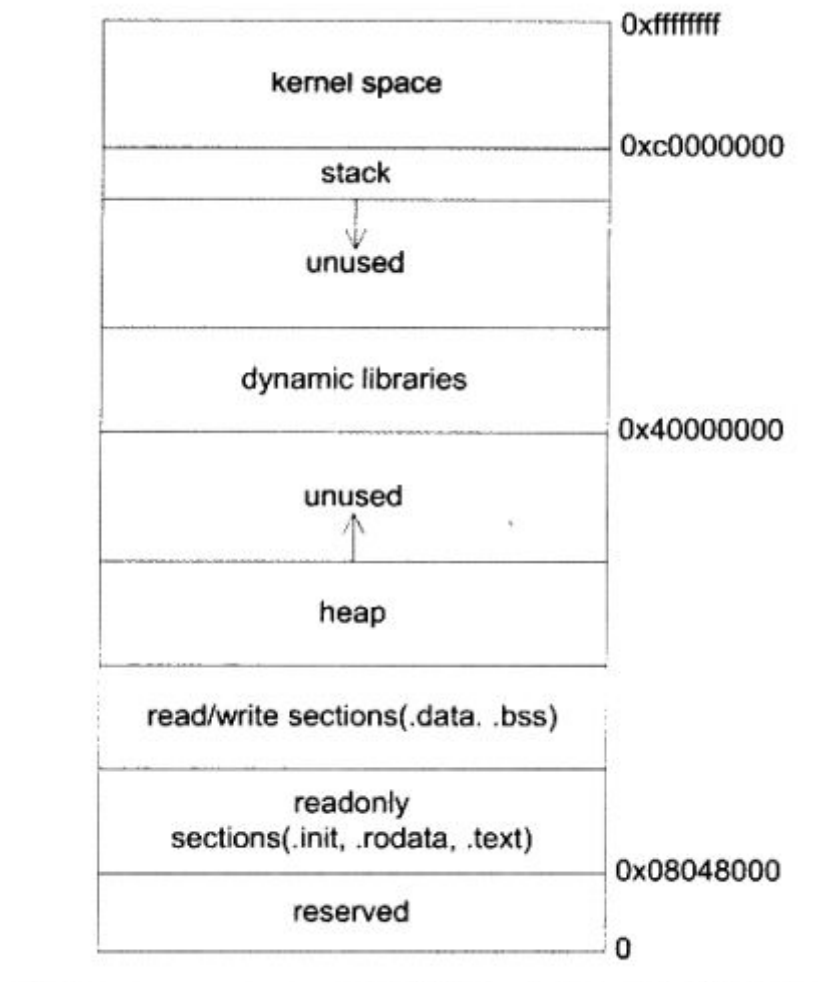 0xffffffff
kernel space
0xc0000000
stack
unused
dynamic libraries
0x40000000
unused
heap
read/write sections(.data. .bss)
readonly
sections(.init, .rodata, .text)
0x08048000
reserved
0